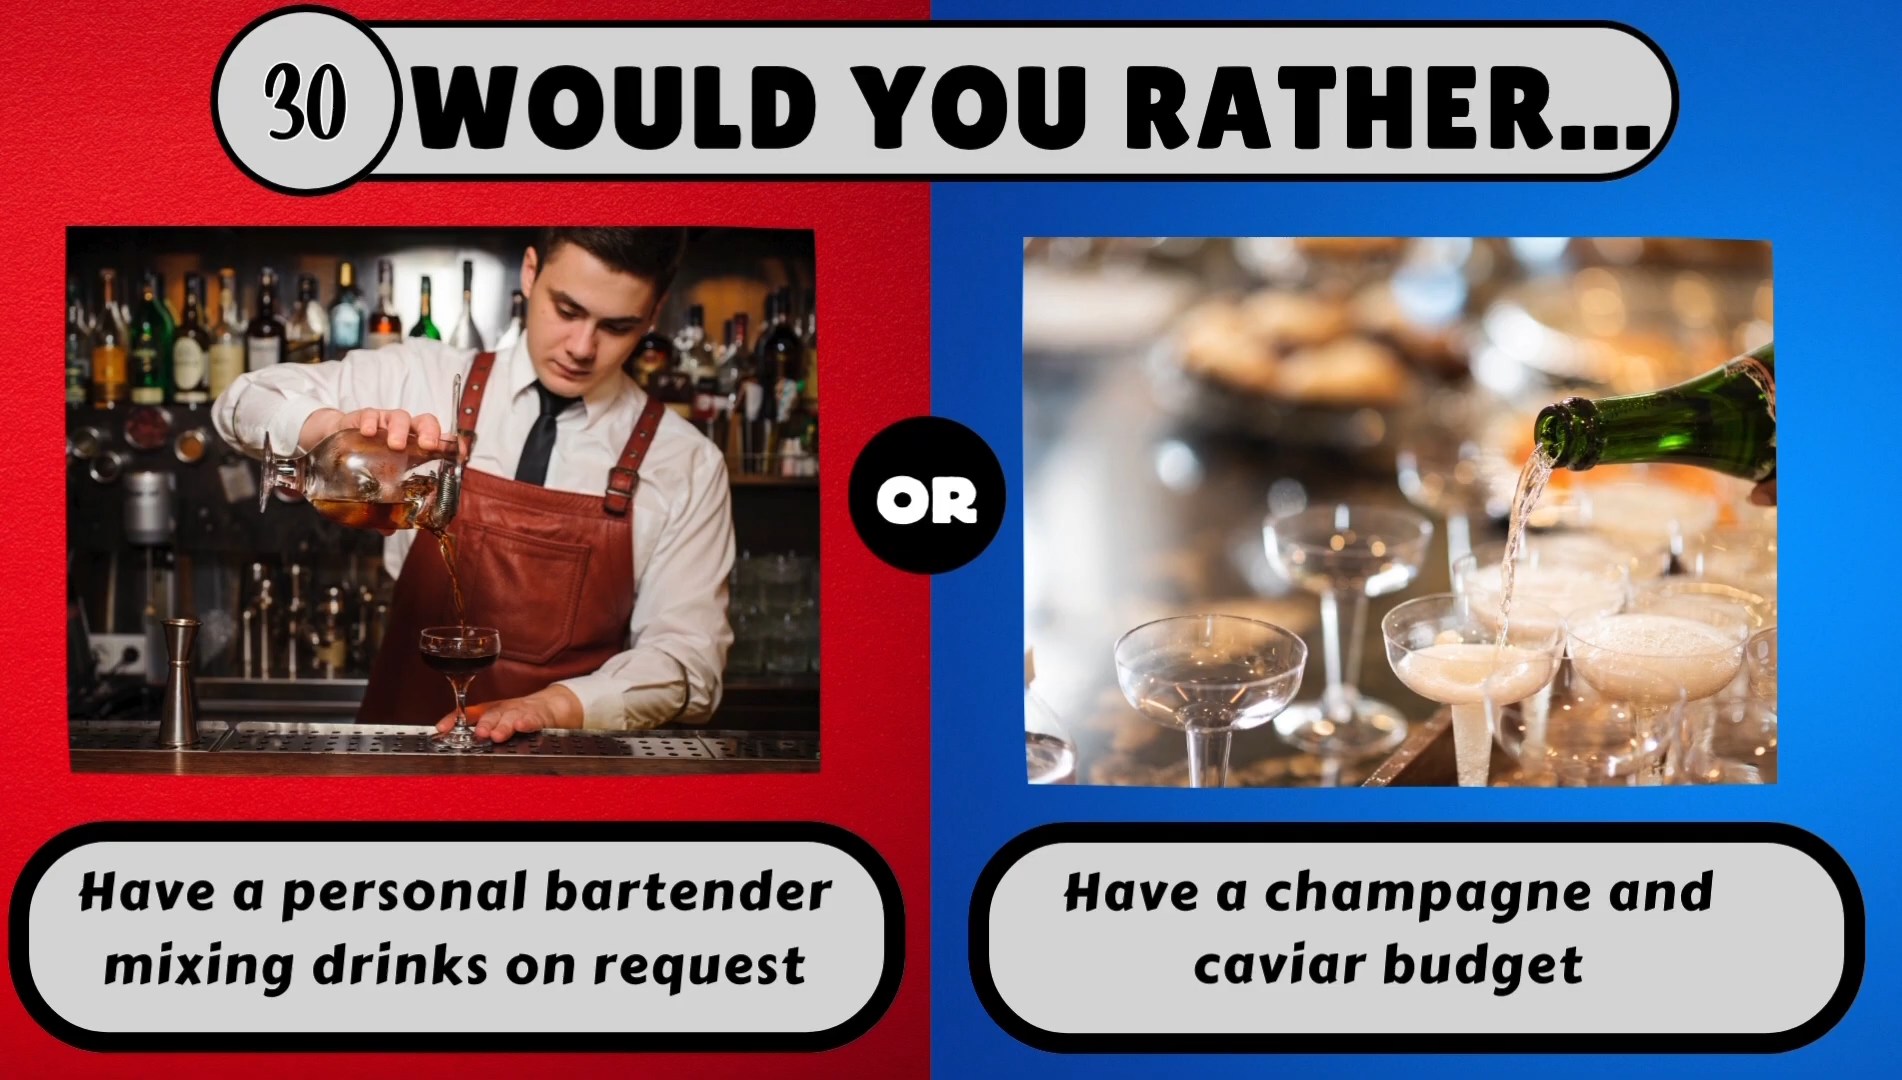 30
WOULD YOU RATHER...
OR
Have a personal bartender
mixing drinks on request
Have a champagne and
caviar budget